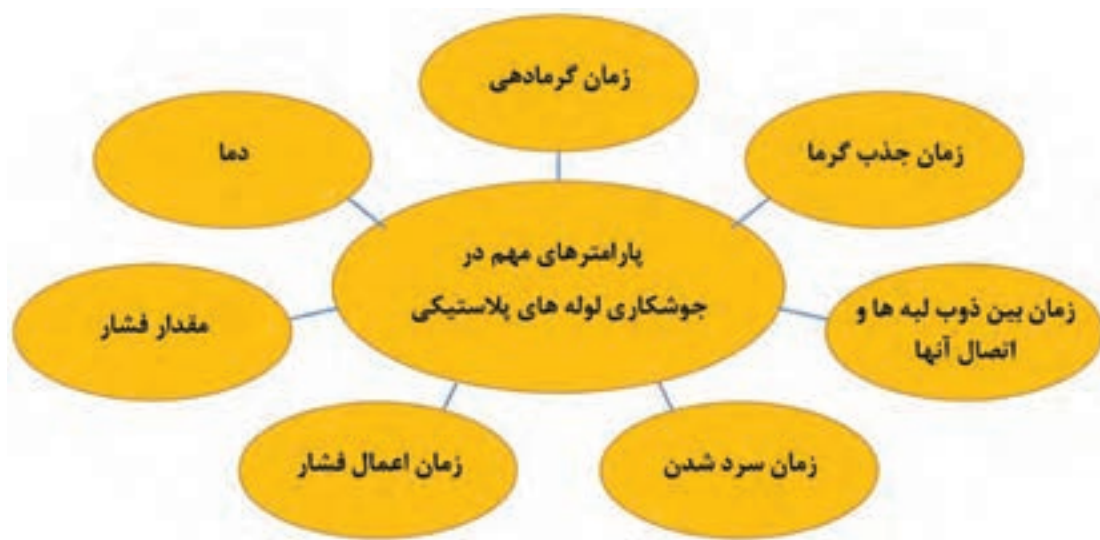 زمان گرمادهی
زمان جذب گرما
دما
پارامترهای مهم در
جوشکاری لوله های پلاستیکی
زمان بین ذوب لبه ها و
اتصال آنها
مقدار فشار
زمان سرد شدن
زمان اعمال فشار